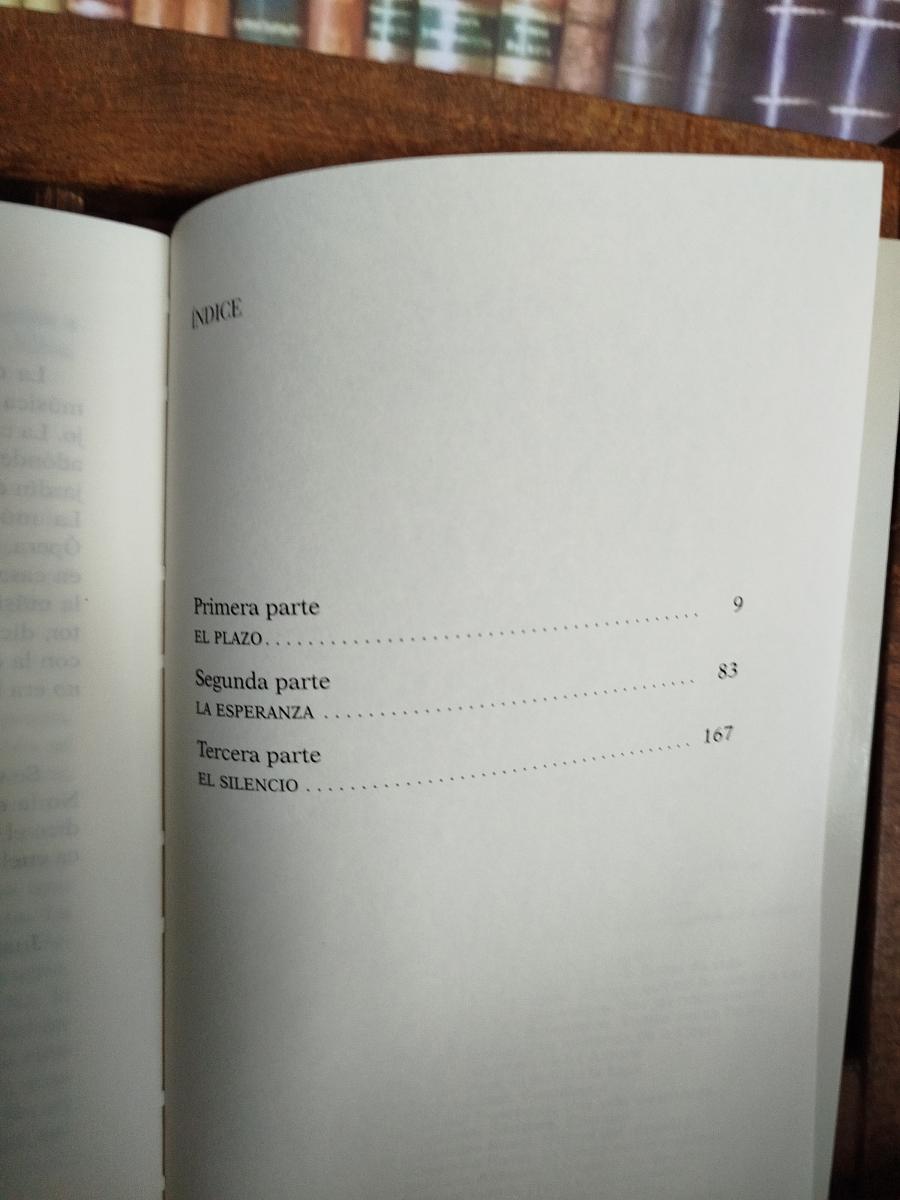 ÍNDICE
Primera parte
EL PLAZO . . . . . . . . . . . . . . . . . . . . . . . . . . . . . . . . . . . . 9
Segunda parte
LA ESPERANZA . . . . . . . . . . . . . . . . . . . . . . . . . . . . . . 83
Tercera parte
EL SILENCIO . . . . . . . . . . . . . . . . . . . . . . . . . . . . . . . 167